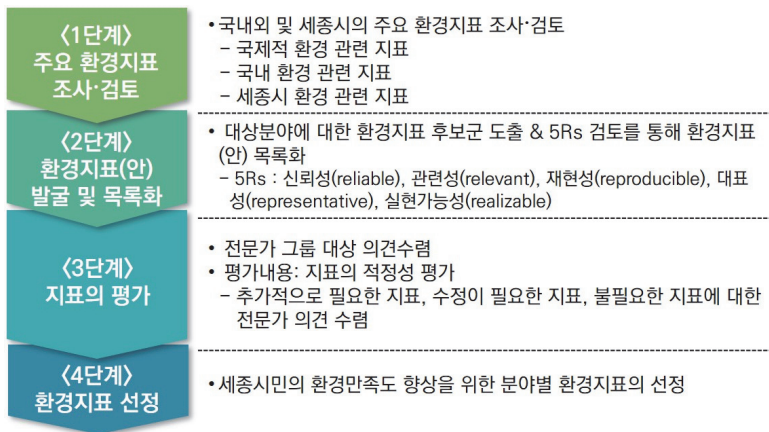 〈1단계〉
주요 환경지표
조사·검토
•국내외 및 세종시의 주요 환경지표 조사·검토
– 국제적 환경 관련 지표
– 국내 환경 관련 지표
– 세종시 환경 관련 지표
〈2단계〉
환경지표(안)
발굴 및 목록화
• 대상분야에 대한 환경지표 후보군 도출 & 5Rs 검토를 통해 환경지표
(안) 목록화
– 5Rs : 신뢰성(reliable), 관련성(relevant), 재현성(reproducible), 대표
성(representative), 실현가능성(realizable)
〈3단계〉
지표의 평가
• 전문가 그룹 대상 의견수렴
• 평가내용: 지표의 적정성 평가
– 추가적으로 필요한 지표, 수정이 필요한 지표, 불필요한 지표에 대한
전문가 의견 수렴
〈4단계〉
환경지표 선정
•세종시민의 환경만족도 향상을 위한 분야별 환경지표의 선정